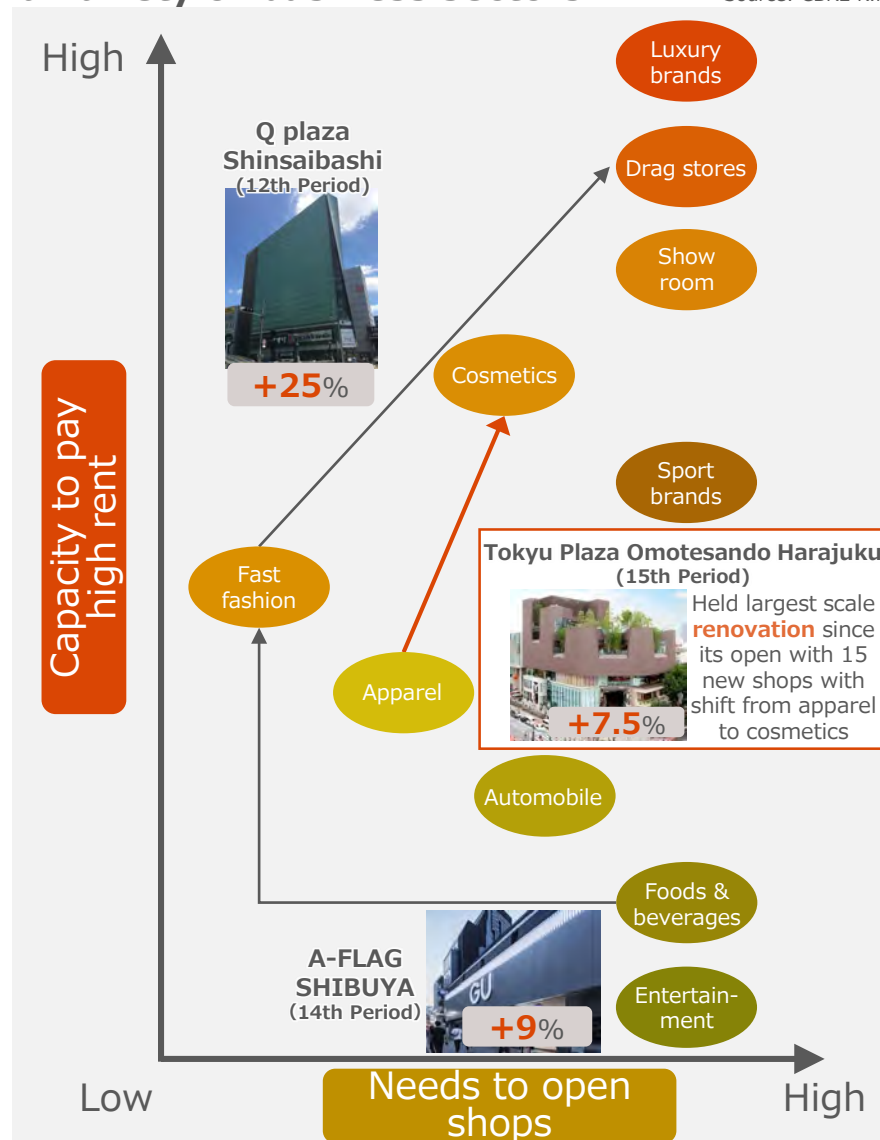 High
Luxury
brands
Q plaza
Shinsaibashi
(12th Period)
Drag stores
Show
room
+25%
Cosmetics
Capacity to pay
high rent
Sport
brands
Tokyu Plaza Omotesando Harajuku
(15th Period)
Held largest scale
renovation since
its open with 15
new shops with
shift from apparel
to cosmetics
+7.5%
Fast
fashion
Apparel
Automobile
Foods &
beverages
A-FLAG
SHIBUYA
(14th Period)
GU
+9%
Entertain-
ment
Low
Needs to open
shops
High